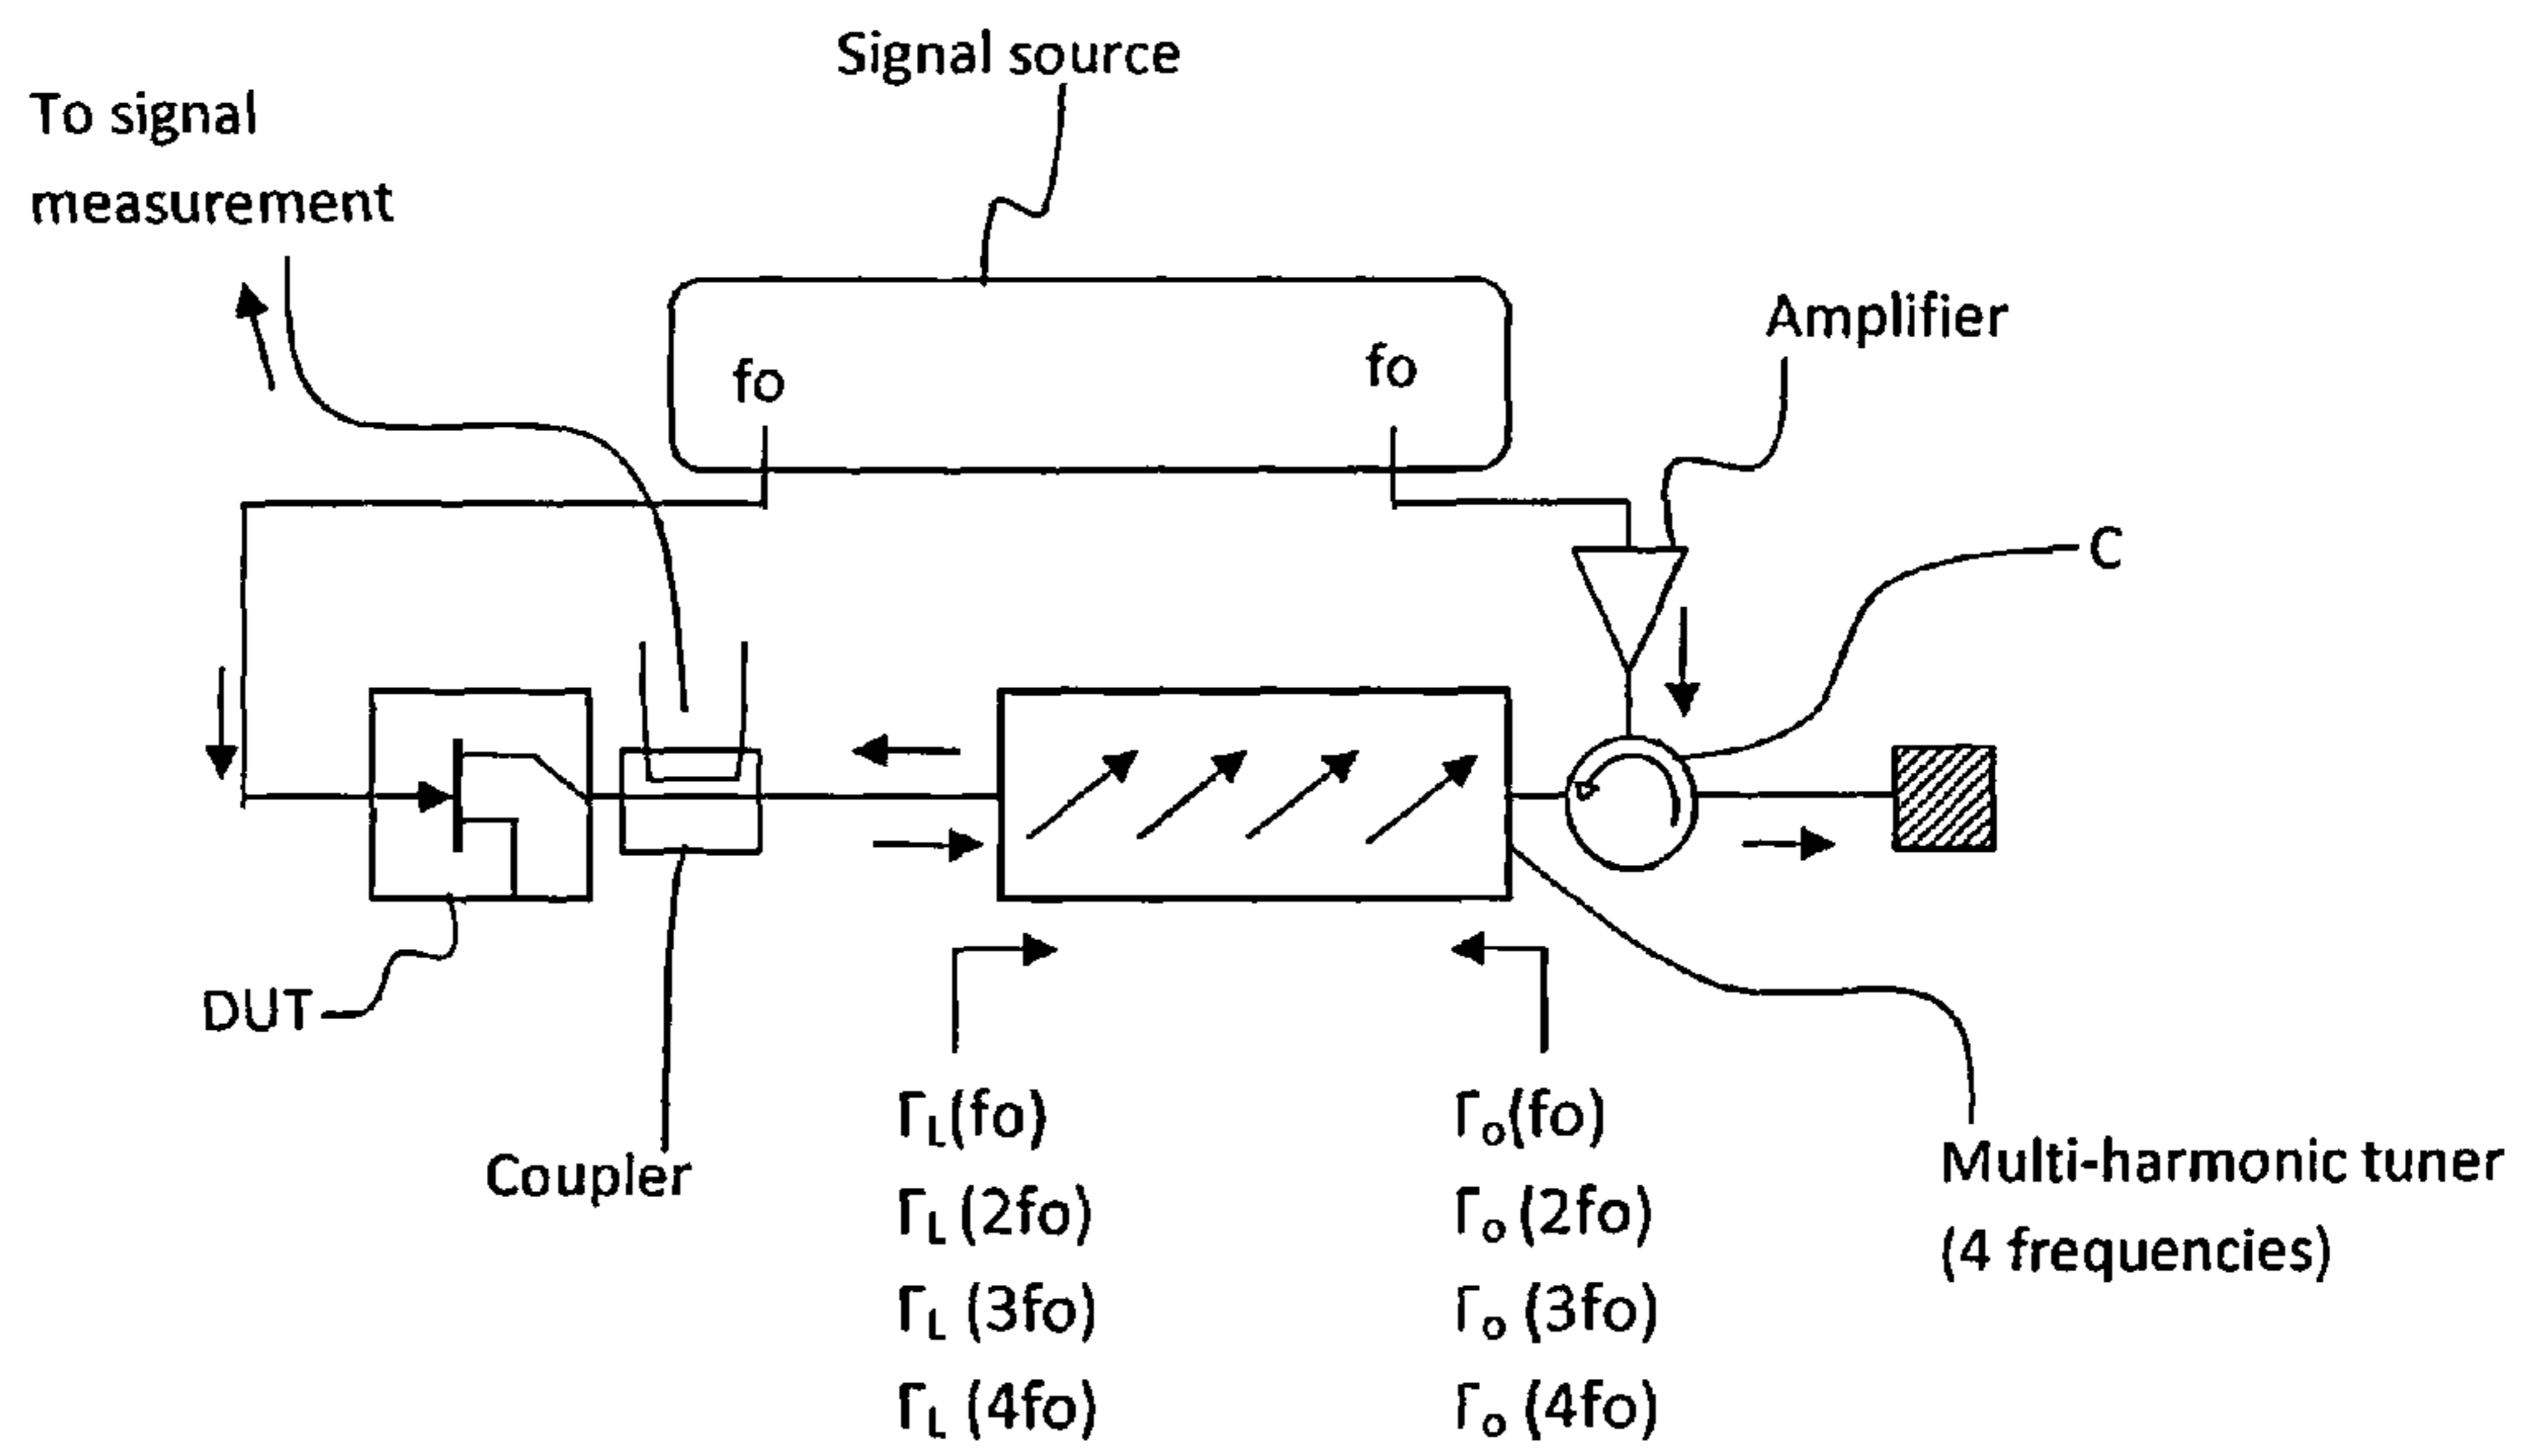 Signal source
To signal
measurement
Amplifier
fo
fo
C
DUT
Coupler
ΓL(fo)
ΓL (2fo)
ΓL (3fo)
ΓL (4fo)
Γo(fo)
Γo (2fo)
Γo (3fo)
Γo (4fo)
Multi-harmonic tuner
(4 frequencies)